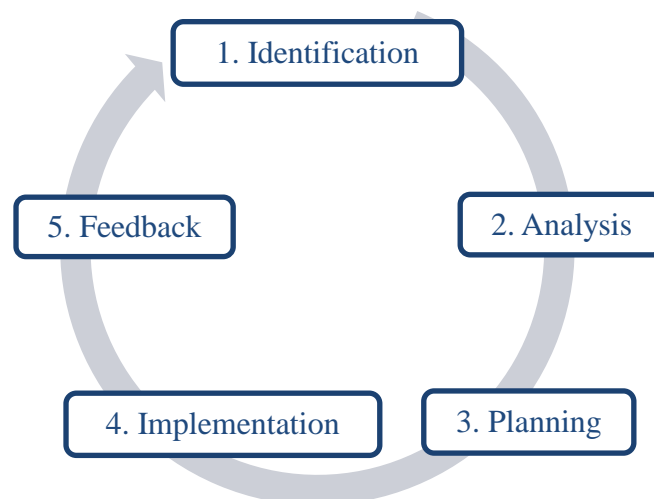 1. Identification
2. Analysis
3. Planning
4. Implementation
5. Feedback